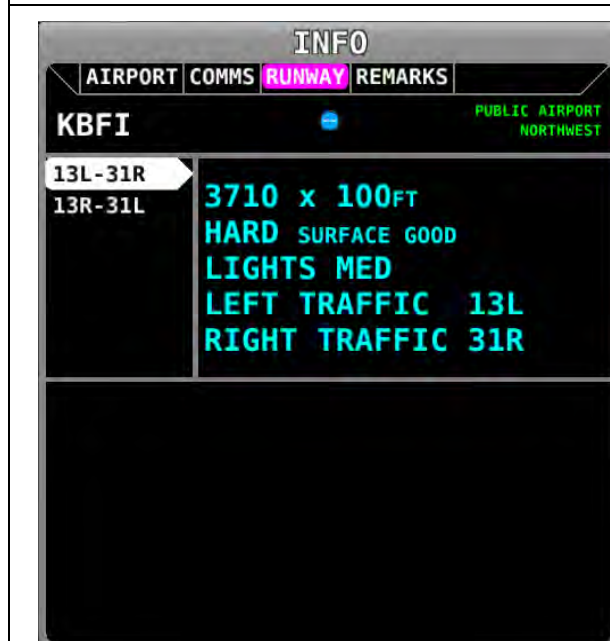 INFO
AIRPORT COMMS RUNWAY REMARKS
KBFI
PUBLIC AIRPORT
NORTHWEST
13L-31R
13R-31L
3710 x 100FT
HARD SURFACE GOOD
LIGHTS MED
LEFT TRAFFIC 13L
RIGHT TRAFFIC 31R